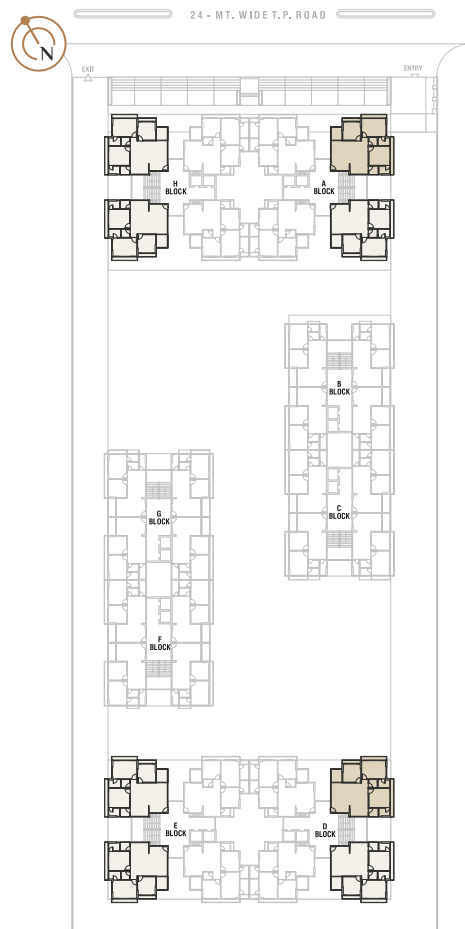 24 - MT. WIDE T.P. ROAD
N
EXIT
ENTRY
H
BLOCK
A
BLOCK
B
BLOCK
G
BLOCK
C
BLOCK
F
BLOCK
E
BLOCK
D
BLOCK